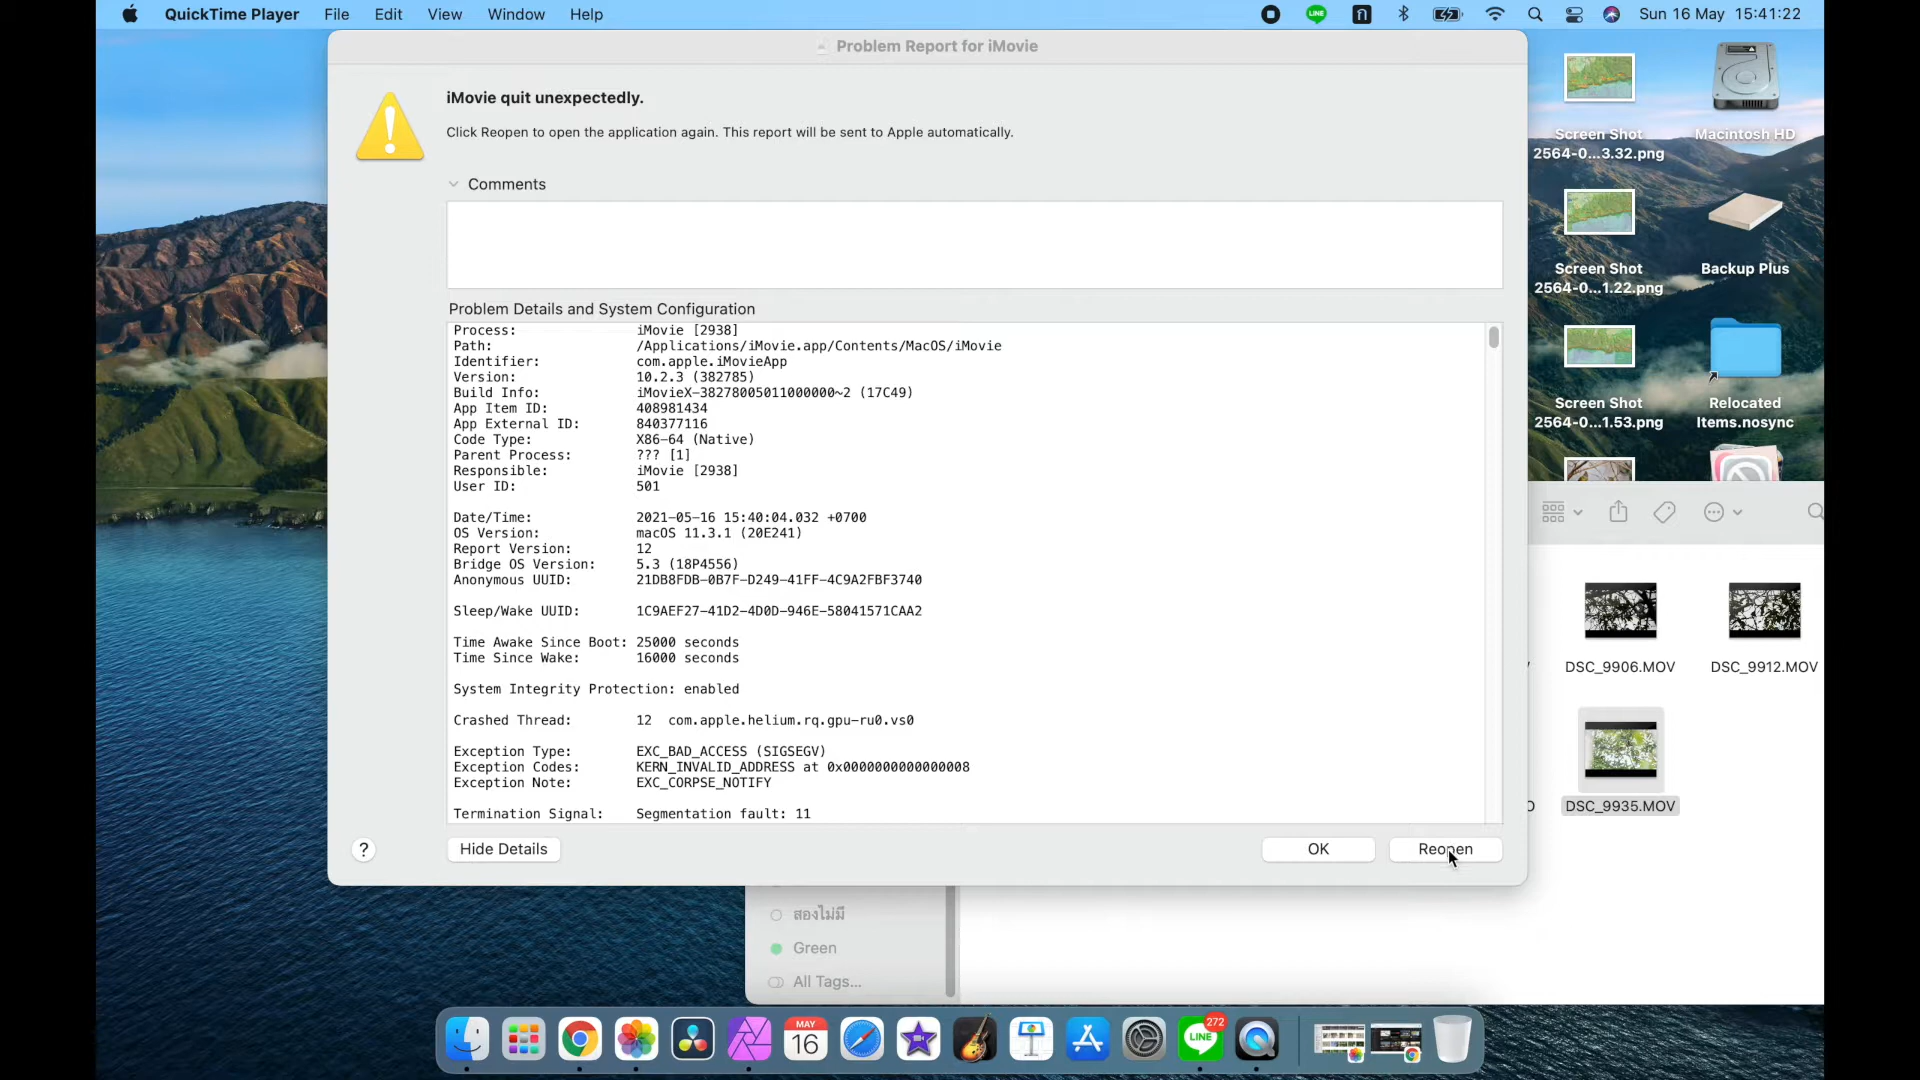 QuickTime Player File Edit View Window Help
LINE ก Sun 16 May 15:41:22
Problem Report for iMovie
iMovie quit unexpectedly.
Click Reopen to open the application again. This report will be sent to Apple automatically.
Comments
Problem Details and System Configuration
Process: iMovie [2938]
Path: /Applications/iMovie.app/Contents/MacOS/iMovie
Identifier: com.apple.iMovieApp
Version: 10.2.3 (382785)
Build Info: iMovieX-38278005011000000~2 (17C49)
App Item ID: 408981434
App External ID: 840377116
Code Type: X86-64 (Native)
Parent Process: ??? [1]
Responsible: iMovie [2938]
User ID: 501
Date/Time: 2021-05-16 15:40:04.032 +0700
OS Version: macOS 11.3.1 (20E241)
Report Version: 12
Bridge OS Version: 5.3 (18P4556)
Anonymous UUID: 21DB8FDB-0B7F-D249-41FF-4C9A2FBF3740
Sleep/Wake UUID: 1C9AEF27-41D2-4D0D-946E-58041571CAA2
Time Awake Since Boot: 25000 seconds
Time Since Wake: 16000 seconds
System Integrity Protection: enabled
Crashed Thread: 12 com.apple.helium.rq.gpu-ru0.vs0
Exception Type: EXC_BAD_ACCESS (SIGSEGV)
Exception Codes: KERN_INVALID_ADDRESS at 0x0000000000000008
Exception Note: EXC_CORPSE_NOTIFY
Termination Signal: Segmentation fault: 11
? Hide Details OK Reopen
Screen Shot
2564-0...3.32.png
Macintosh HD
Screen Shot
2564-0...1.22.png
Backup Plus
Screen Shot
2564-0...1.53.png
Relocated
Items.nosync
DSC_9906.MOV DSC_9912.MOV
DSC_9935.MOV
สองไม่มี
Green
All Tags...
MAY
16
LINE
272